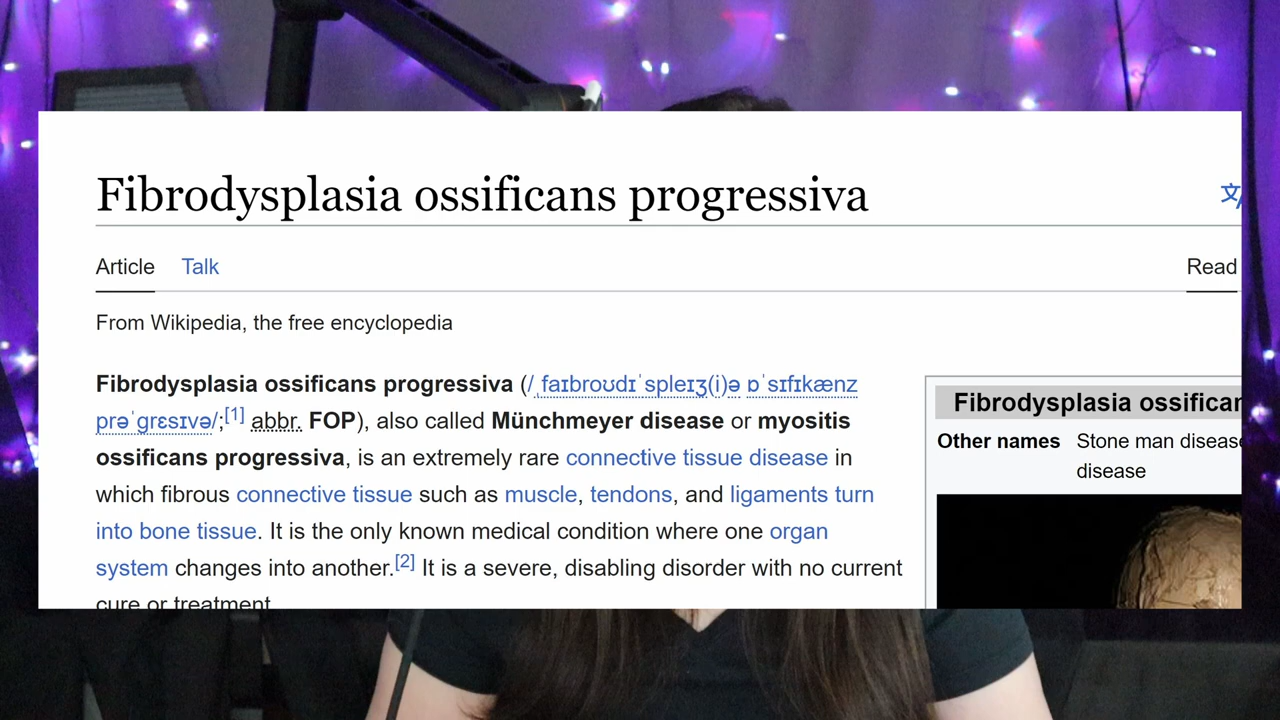 Fibrodysplasia ossificans progressiva
文
Article Talk
Read
From Wikipedia, the free encyclopedia
Fibrodysplasia ossificans progressiva (/ˌfaɪbroʊdɪˈspleɪʒ(i)ə ɒˈsɪfɪkænz
prəˈɡrɛsɪvə/;[1] abbr. FOP), also called Münchmeyer disease or myositis
ossificans progressiva, is an extremely rare connective tissue disease in
which fibrous connective tissue such as muscle, tendons, and ligaments turn
into bone tissue. It is the only known medical condition where one organ
system changes into another.[2] It is a severe, disabling disorder with no current
cure or treatment
Fibrodysplasia ossifican
Other names Stone man disease
disease